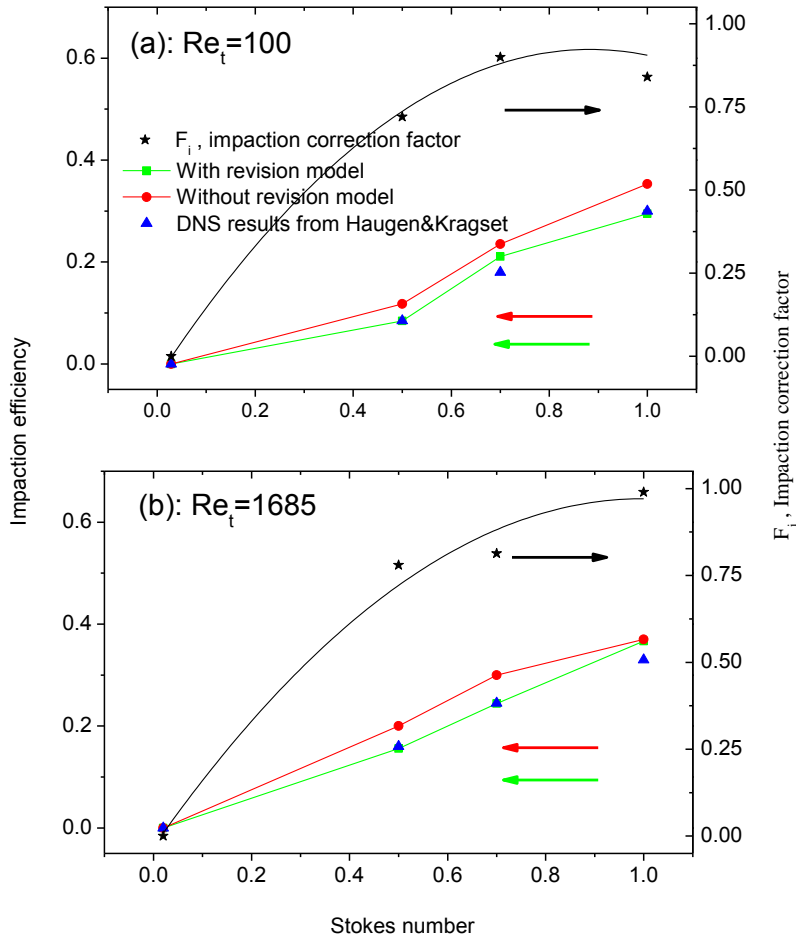 (a): Re_t=100
F_i , impaction correction factor
With revision model
Without revision model
DNS results from Haugen&Kragset
0.6
0.4
0.2
0.0
1.00
0.75
0.50
0.25
0.00
0.0 0.2 0.4 0.6 0.8 1.0
Impaction efficiency
F_i , Impaction correction factor
(b): Re_t=1685
0.6
0.4
0.2
0.0
1.00
0.75
0.50
0.25
0.00
0.0 0.2 0.4 0.6 0.8 1.0
Stokes number